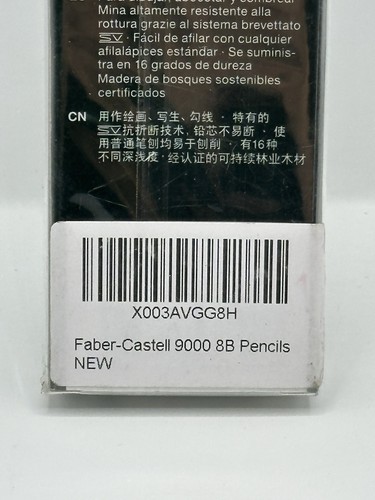 Mina altamente resistente alla
rottura grazie al sistema brevettato
SV · Fácil de afilar con cualquier
afilalápices estándar · Se suminis-
tra en 16 grados de dureza
Madera de bosques sostenibles
certificados
CN 用作绘画、写生、勾线 · 特有的
SV抗折断技术, 铅芯不易断 · 使
用普通笔刨均易于刨削 · 有16种
不同深浅度 · 经认证的可持续林业木材
X003AVGG8H
Faber-Castell 9000 8B Pencils
NEW